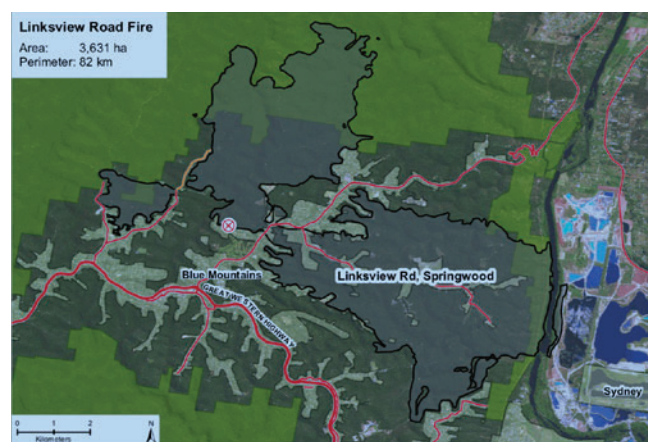 Linksview Road Fire
Area: 3,631 ha
Perimeter: 82 km
Blue Mountains
Linksview Rd, Springwood
GREAT WESTERN HIGHWAY
Sydney
0 1 2
Kilometers
N